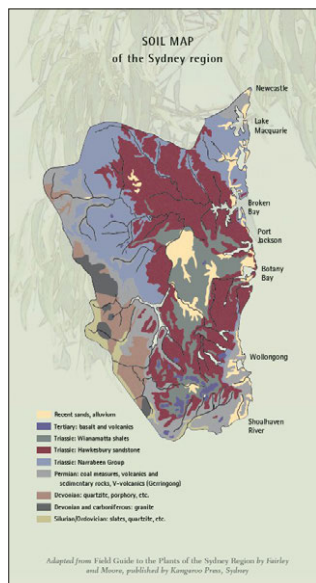 SOIL MAP
of the Sydney region
Newcastle
Lake
Macquarie
Broken
Bay
Port
Jackson
Botany
Bay
Wollongong
Shoalhaven
River
Recent sands, alluvium
Tertiary: basalt and volcanics
Triassic: Wianamatta shales
Triassic: Hawkesbury sandstone
Triassic: Narrabeen Group
Permian: coal measures, volcanics and
sedimentary rocks, V-volcanics (Gerringong)
Devonian: quartzite, porphory, etc.
Devonian and carboniferous: granite
Silurian/Ordovician: slates, quartzite, etc.
Adapted from Field Guide to the Plants of the Sydney Region by Fairley
and Moore, published by Kangaroo Press, Sydney